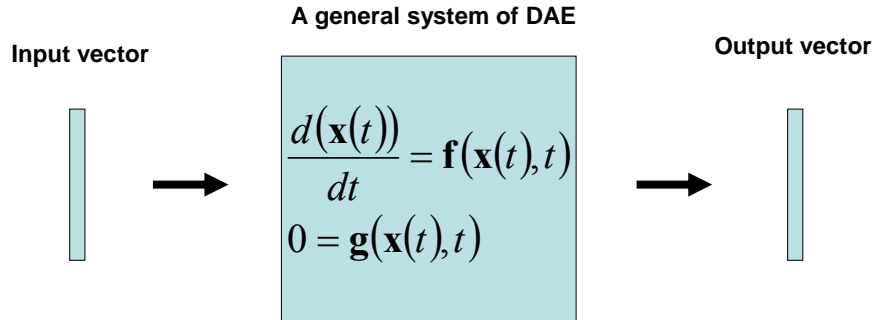 A general system of DAE
Input vector
Output vector
d(x(t))/dt = f(x(t),t)
0 = g(x(t),t)